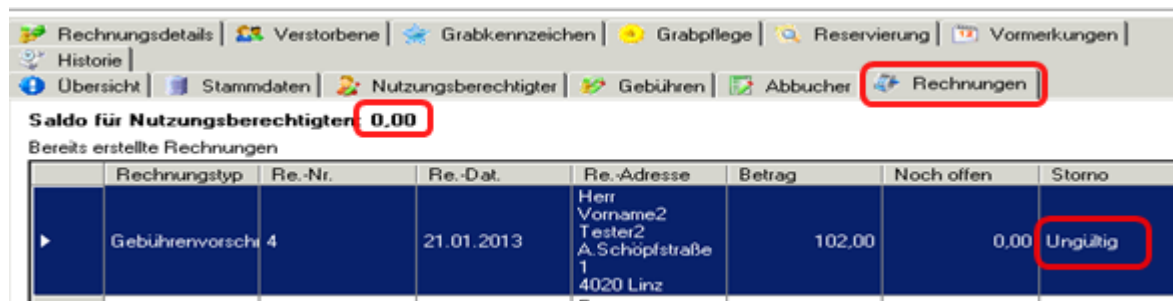 Rechnungsdetails Verstorbene Grabkennzeichen Grabpflege Reservierung Vormerkungen
Historie
Übersicht Stammdaten Nutzungsberechtigter Gebühren Abbucher Rechnungen
Saldo für Nutzungsberechtigten: 0,00
Bereits erstellte Rechnungen
Rechnungstyp Re.-Nr. Re.-Dat. Re.-Adresse Betrag Noch offen Storno
Herr
Vorname2
Tester2
Gebührenvorschr 4 21.01.2013 A.Schöpfstraße 102,00 0,00 Ungültig
1
4020 Linz